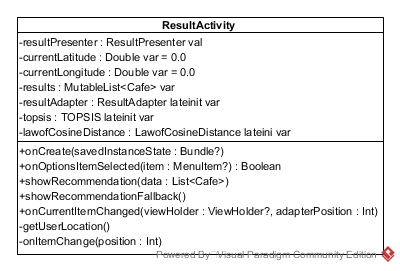 ResultActivity
-resultPresenter : ResultPresenter val
-currentLatitude : Double var = 0.0
-currentLongitude : Double var = 0.0
-results : MutableList<Cafe> var
-resultAdapter : ResultAdapter lateinit var
-topsis : TOPSIS lateinit var
-lawofCosineDistance : LawofCosineDistance lateini var
+onCreate(savedInstanceState : Bundle?)
+onOptionsItemSelected(item : MenuItem?) : Boolean
+showRecommendation(data : List<Cafe>)
+showRecommendationFallback()
+onCurrentItemChanged(viewHolder : ViewHolder?, adapterPosition : Int)
-getUserLocation()
-onItemChange(position : Int)
Powered By Visual Paradigm Community Edition